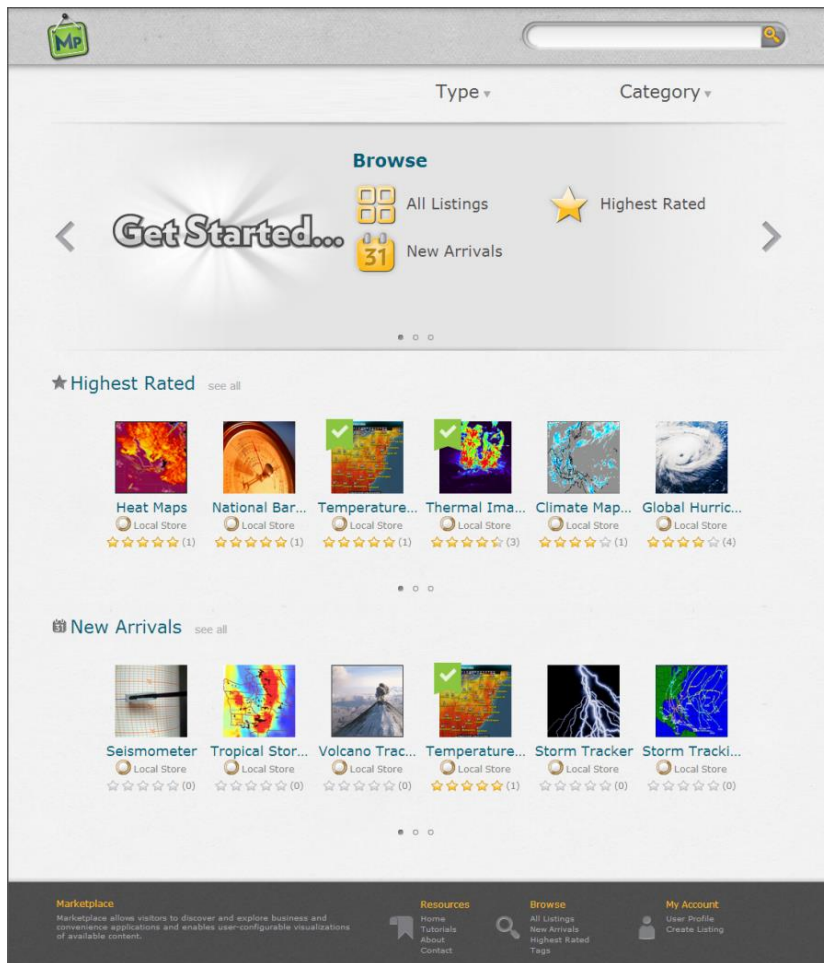 MP
Type
Category
Browse
Get Started...
All Listings
Highest Rated
31
New Arrivals
Highest Rated see all
Heat Maps
National Bar...
Temperature...
Thermal Ima...
Climate Map...
Global Hurric...
Local Store
Local Store
Local Store
Local Store
Local Store
Local Store
(1)
(1)
(1)
(3)
(1)
(4)
31 New Arrivals see all
Seismometer
Tropical Stor...
Volcano Trac...
Temperature...
Storm Tracker
Storm Tracki...
Local Store
Local Store
Local Store
Local Store
Local Store
Local Store
(0)
(0)
(0)
(1)
(0)
(0)
Marketplace
Marketplace allows visitors to discover and explore business and
convenience applications and enables user-configurable visualizations
of available content.
Resources
Home
Tutorials
About
Contact
Browse
All Listings
New Arrivals
Highest Rated
Tags
My Account
User Profile
Create Listing